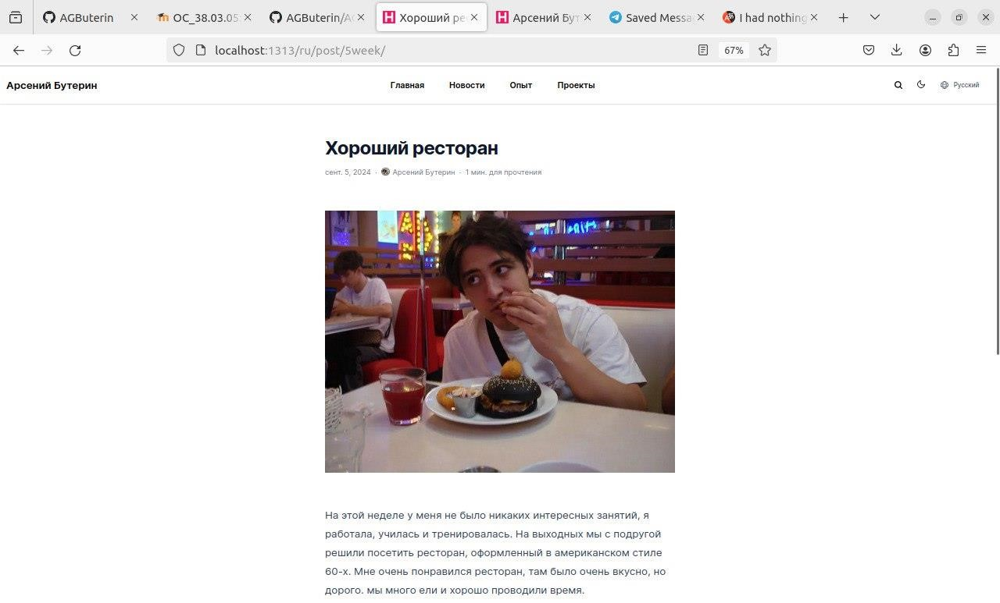 AGButerin
OC_38.03.05
AGButerin/A
Хороший ре
Арсений Бут
Saved Messa
I had nothing
localhost:1313/ru/post/5week/
67%
Арсений Бутерин
Главная
Новости
Опыт
Проекты
Русский
Хороший ресторан
сент. 5, 2024 · Арсений Бутерин · 1 мин. для прочтения
На этой неделе у меня не было никаких интересных занятий, я
работала, училась и тренировалась. На выходных мы с подругой
решили посетить ресторан, оформленный в американском стиле
60-х. Мне очень понравился ресторан, там было очень вкусно, но
дорого. мы много ели и хорошо проводили время.